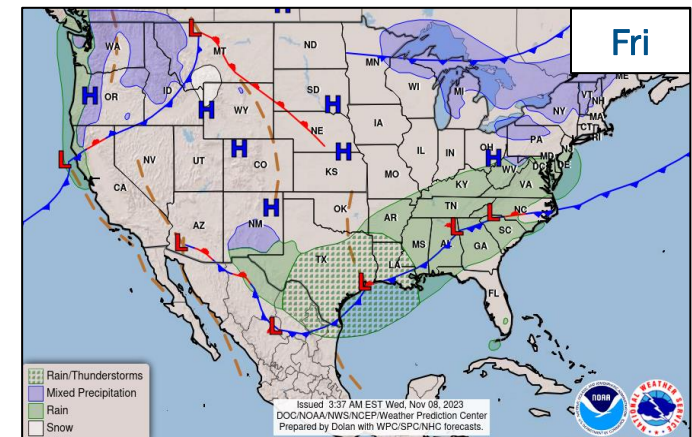 Fri
H
L
WA
MT
ND
MN
ME
VT
NH
OR
ID
H
H
WY
SD
H
WI
MI
NY
MA
CT
RI
NE
IA
PA
NJ
L
NV
UT
H
CO
H
KS
IL
IN
OH
H
MD
DE
DC
WV
VA
CA
MO
KY
AZ
NM
H
OK
AR
TN
NC
L
L
SC
MS
AL
GA
L
TX
LA
L
FL
L
Rain/Thunderstorms
Mixed Precipitation
Rain
Snow
Issued 3:37 AM EST Wed, Nov 08, 2023
DOC/NOAA/NWS/NCEP/Weather Prediction Center
Prepared by Dolan with WPC/SPC/NHC forecasts.
NOAA
NATIONAL WEATHER SERVICE